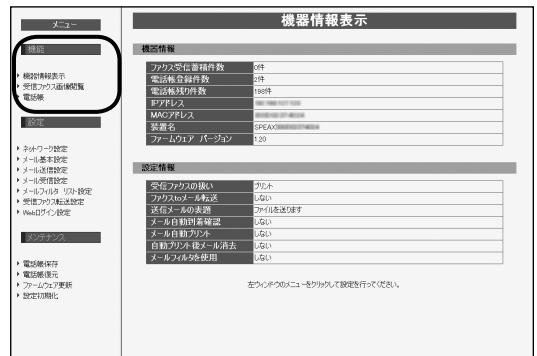 メニュー
機能
機器情報表示
受信ファクス画像閲覧
電話帳
設定
ネットワーク設定
メール基本設定
メール送信設定
メール受信設定
メールフィルタ リスト設定
受信ファクス転送設定
Webログイン設定
メンテナンス
電話帳保存
電話帳復元
ファームウェア更新
設定初期化
機器情報表示
機器情報
ファクス受信蓄積件数 0件
電話帳登録件数 2件
電話帳残り件数 198件
IPアドレス
MACアドレス
装置名 SPEAX
ファームウェア バージョン 1.20
設定情報
受信ファクスの扱い プリント
ファクスtoメール転送 しない
送信メールの表題 ファイルを送ります
メール自動到着確認 しない
メール自動プリント しない
自動プリント後メール消去 しない
メールフィルタを使用 しない
左ウィンドウのメニューをクリックして設定を行ってください。